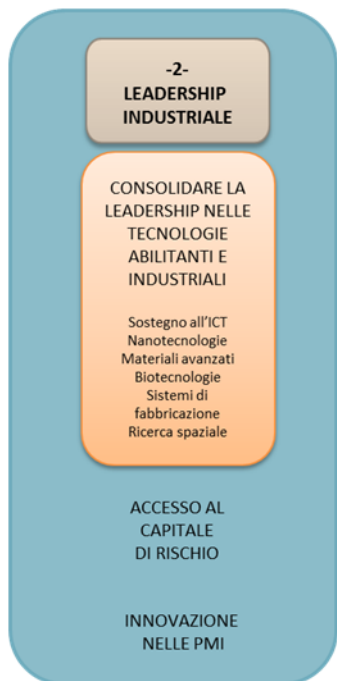 -2-
LEADERSHIP
INDUSTRIALE
CONSOLIDARE LA
LEADERSHIP NELLE
TECNOLOGIE
ABILITANTI E
INDUSTRIALI
Sostegno all'ICT
Nanotecnologie
Materiali avanzati
Biotecnologie
Sistemi di
fabbricazione
Ricerca spaziale
ACCESSO AL
CAPITALE
DI RISCHIO
INNOVAZIONE
NELLE PMI